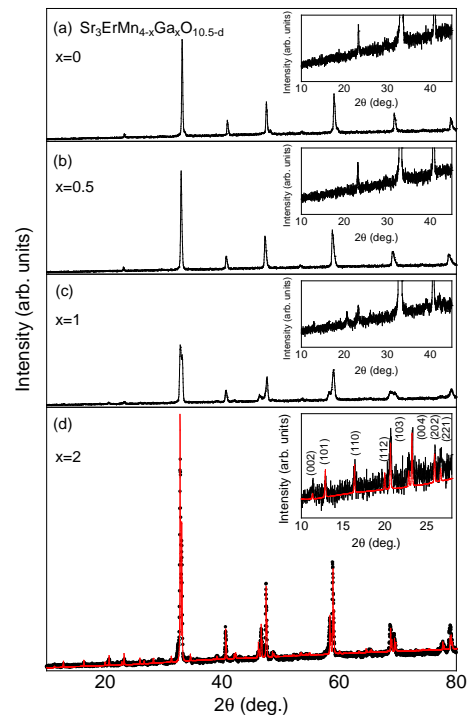 (a) Sr₃ErMn₄₋ₓGaₓO₁₀.₅₋d
x=0
Intensity (arb. units)
10 20 30 40
2θ (deg.)
(b)
x=0.5
Intensity (arb. units)
10 20 30 40
2θ (deg.)
(c)
x=1
Intensity (arb. units)
10 20 30 40
2θ (deg.)
(d)
x=2
Intensity (arb. units)
(002) (101) (110) (112) (103) (004) (202) (221)
10 15 20 25
2θ (deg.)
Intensity (arb. units)
20 40 60 80
2θ (deg.)